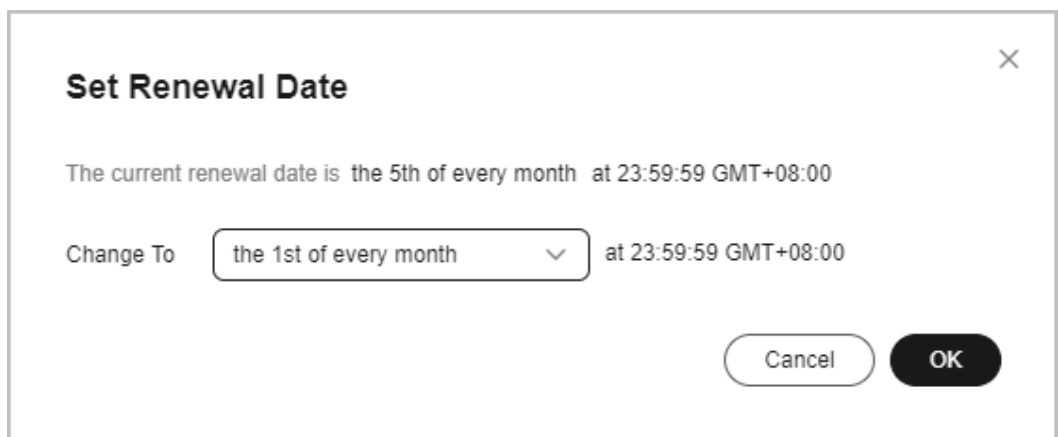 Set Renewal Date
The current renewal date is the 5th of every month at 23:59:59 GMT+08:00
Change To the 1st of every month at 23:59:59 GMT+08:00
Cancel OK